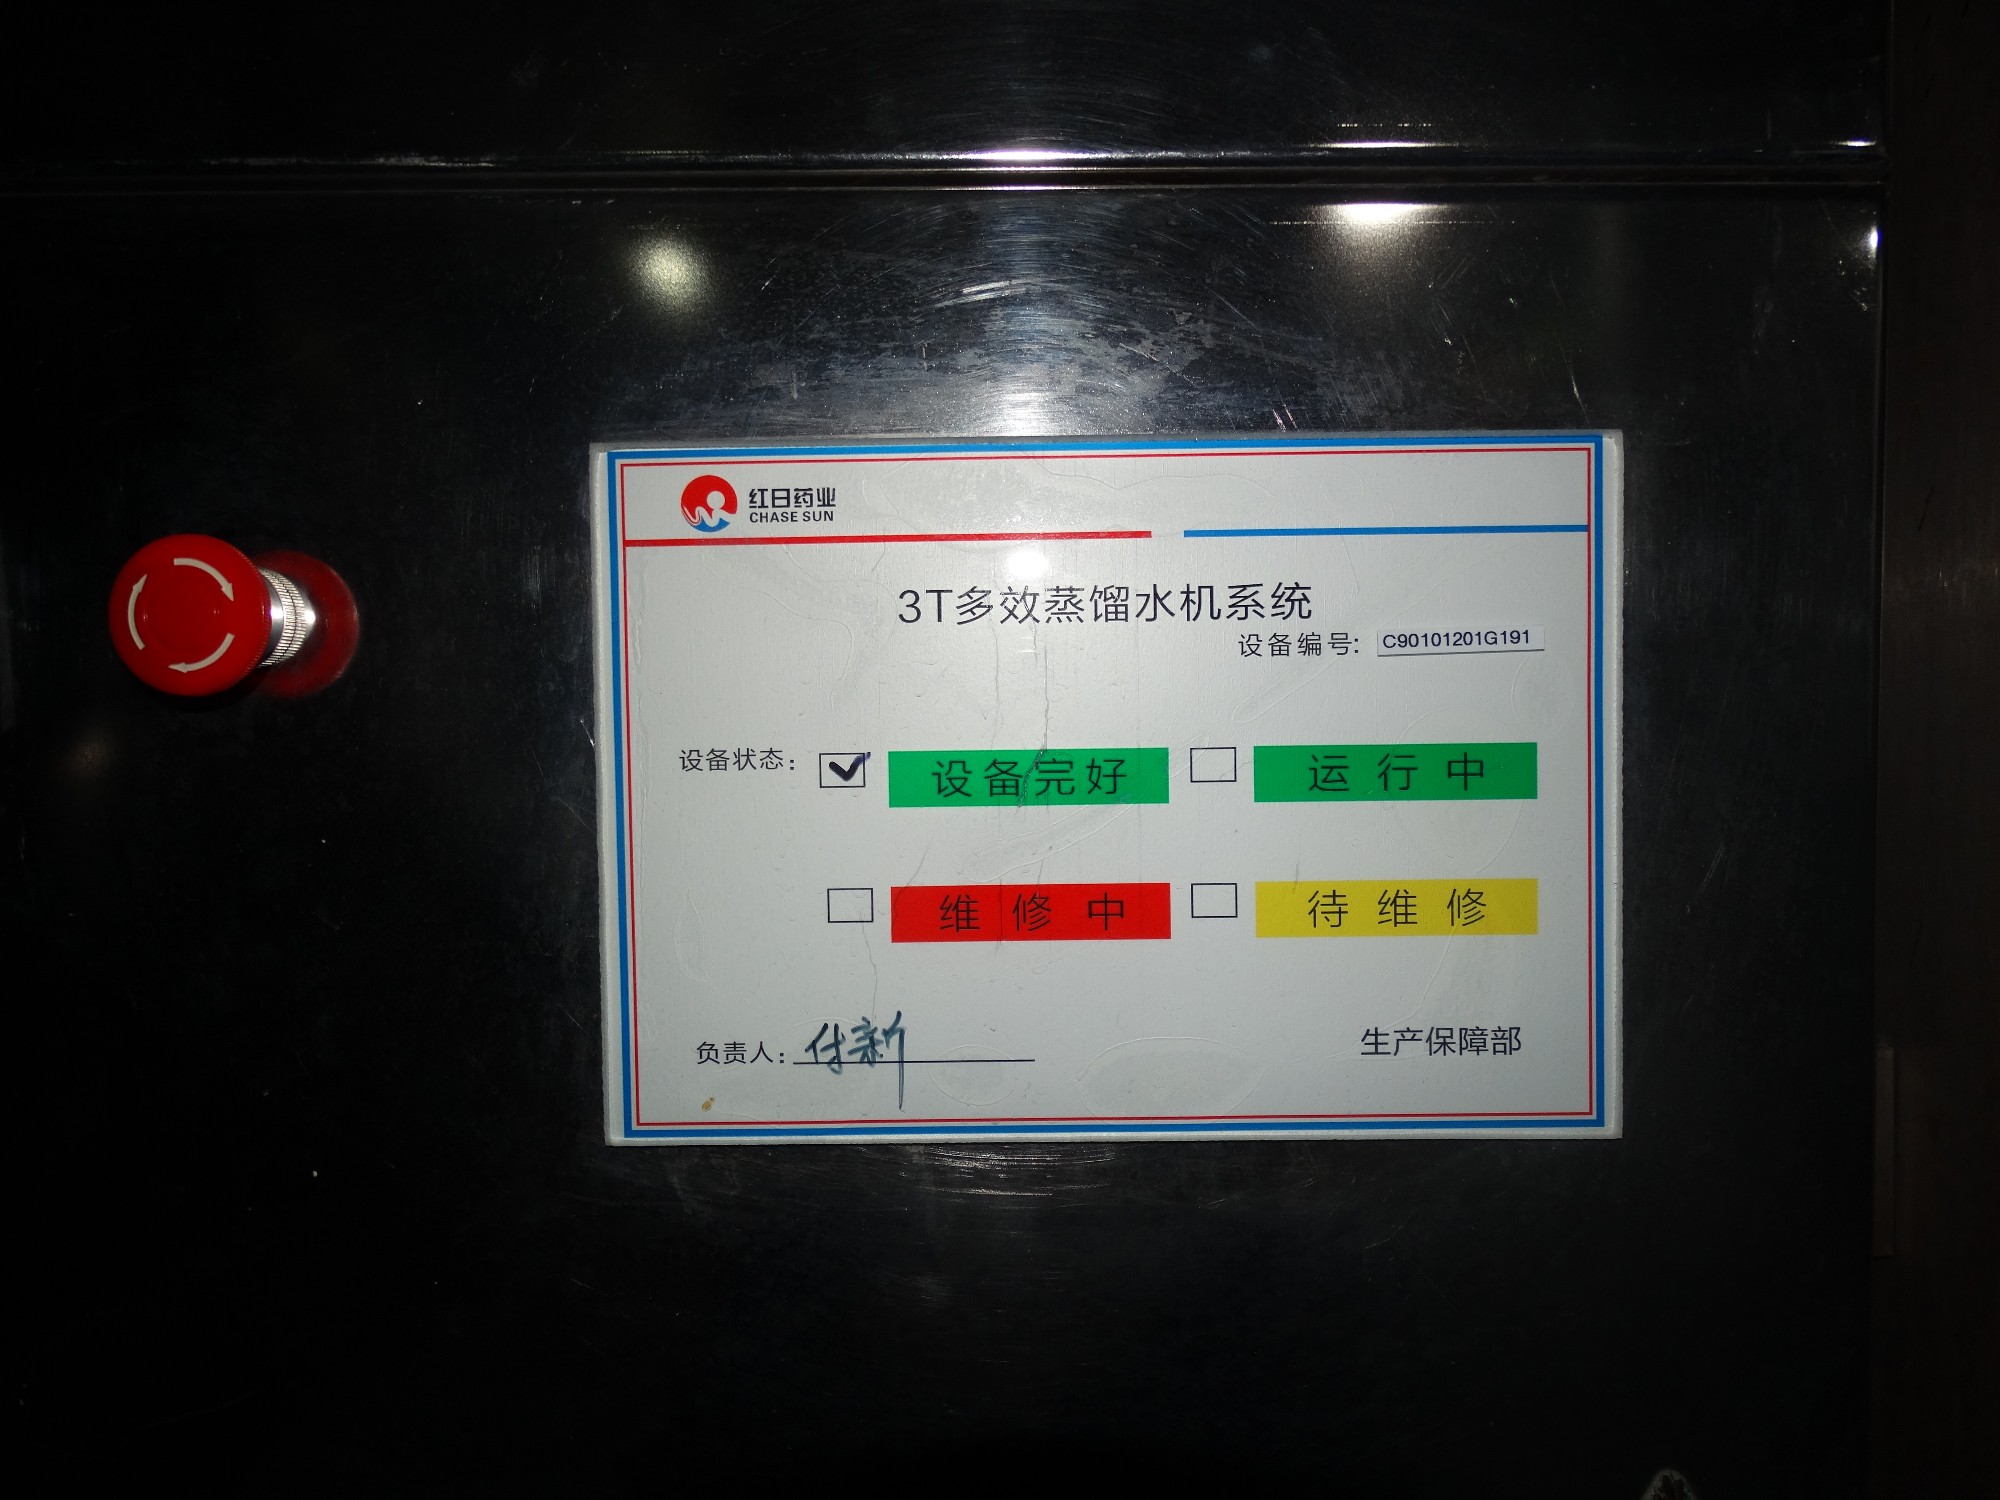 红日药业
CHASE SUN
3T多效蒸馏水机系统
设备编号: C90101201G191
设备状态: 设备完好 运行中
维修中 待维修
负责人: 付新 生产保障部